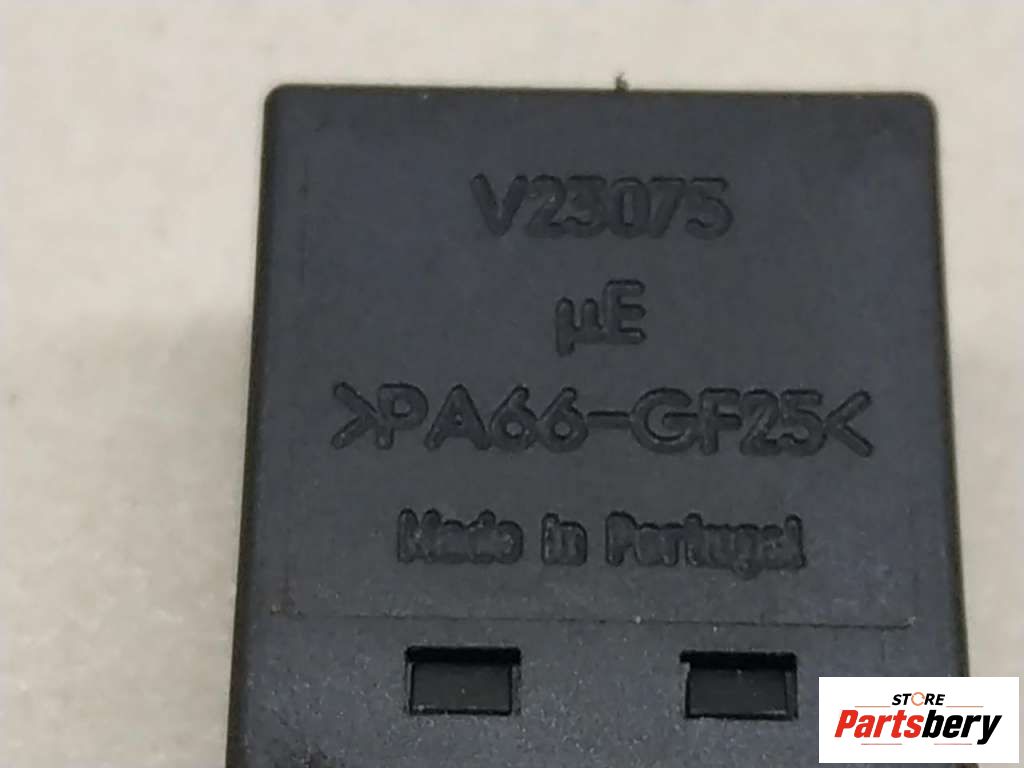 V23073
µE
>PA66-GF25<
Made in Portugal
STORE
Partsbery